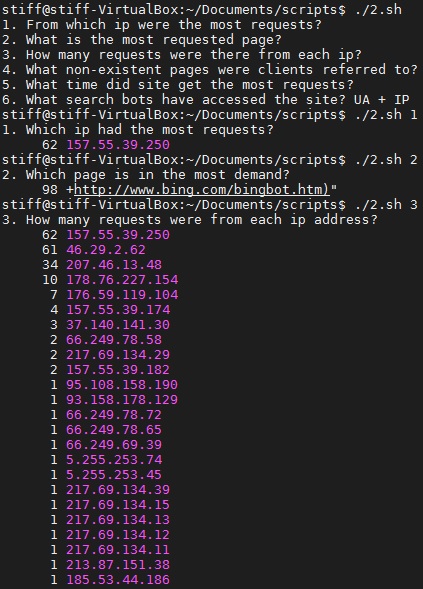 stiff@stiff-VirtualBox:~/Documents/scripts$ ./2.sh
1. From which ip were the most requests?
2. What is the most requested page?
3. How many requests were there from each ip?
4. What non-existent pages were clients referred to?
5. What time did site get the most requests?
6. What search bots have accessed the site? UA + IP
stiff@stiff-VirtualBox:~/Documents/scripts$ ./2.sh 1
1. Which ip had the most requests?
62 157.55.39.250
stiff@stiff-VirtualBox:~/Documents/scripts$ ./2.sh 2
2. Which page is in the most demand?
98 +http://www.bing.com/bingbot.htm)"
stiff@stiff-VirtualBox:~/Documents/scripts$ ./2.sh 3
3. How many requests were from each ip address?
62 157.55.39.250
61 46.29.2.62
34 207.46.13.48
10 178.76.227.154
7 176.59.119.104
4 157.55.39.174
3 37.140.141.30
2 66.249.78.58
2 217.69.134.29
2 157.55.39.182
1 95.108.158.190
1 93.158.178.129
1 66.249.78.72
1 66.249.78.65
1 66.249.69.39
1 5.255.253.74
1 5.255.253.45
1 217.69.134.39
1 217.69.134.15
1 217.69.134.13
1 217.69.134.12
1 217.69.134.11
1 213.87.151.38
1 185.53.44.186